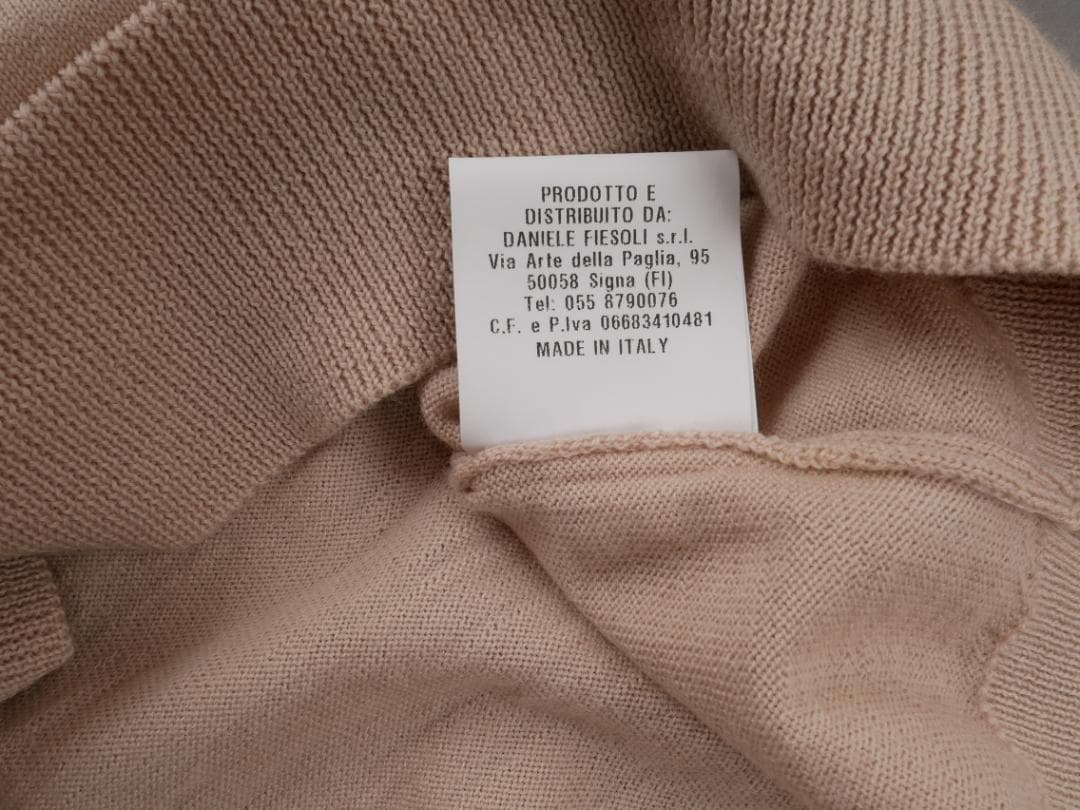 PRODOTTO E
DISTRIBUITO DA:
DANIELE FIESOLI s.r.l.
Via Arte della Paglia, 95
50058 Signa (FI)
Tel: 055 8790076
C.F. e P.Iva 06683410481
MADE IN ITALY